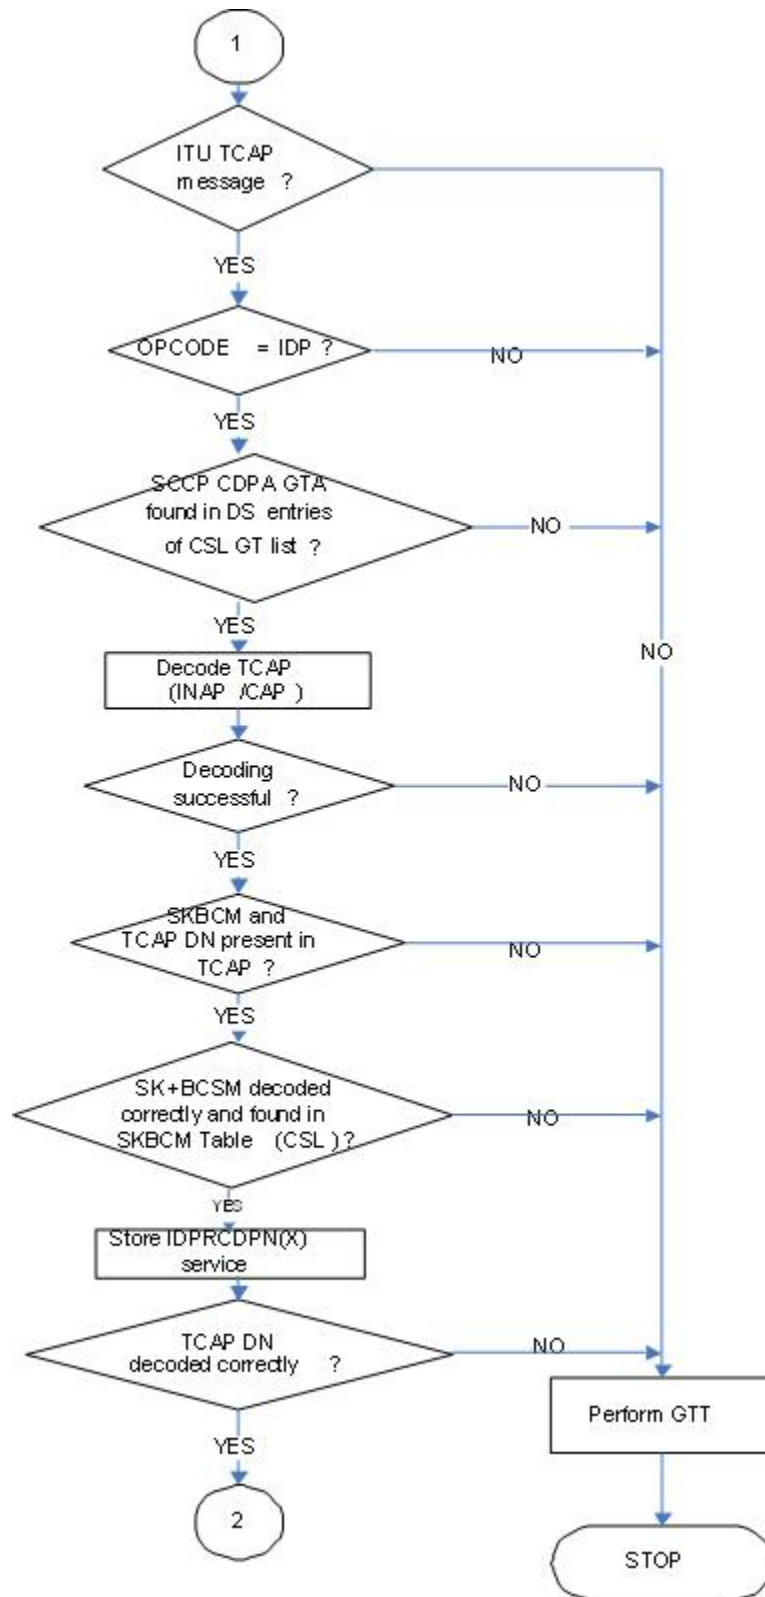 1
ITU TCAP
message ?
YES
OPCODE = IDP ?
NO
YES
SCCP CDPA GTA
found in DS entries
of CSL GT list ?
NO
YES
NO
Decode TCAP
(INAP /CAP )
Decoding
successful ?
NO
YES
SKBCM and
TCAP DN present in
TCAP ?
NO
YES
SK+BCSM decoded
correctly and found in
SKBCM Table (CSL )?
NO
YES
Store IDPRCDPN(X)
service
TCAP DN
decoded correctly ?
NO
Perform GTT
YES
2
STOP